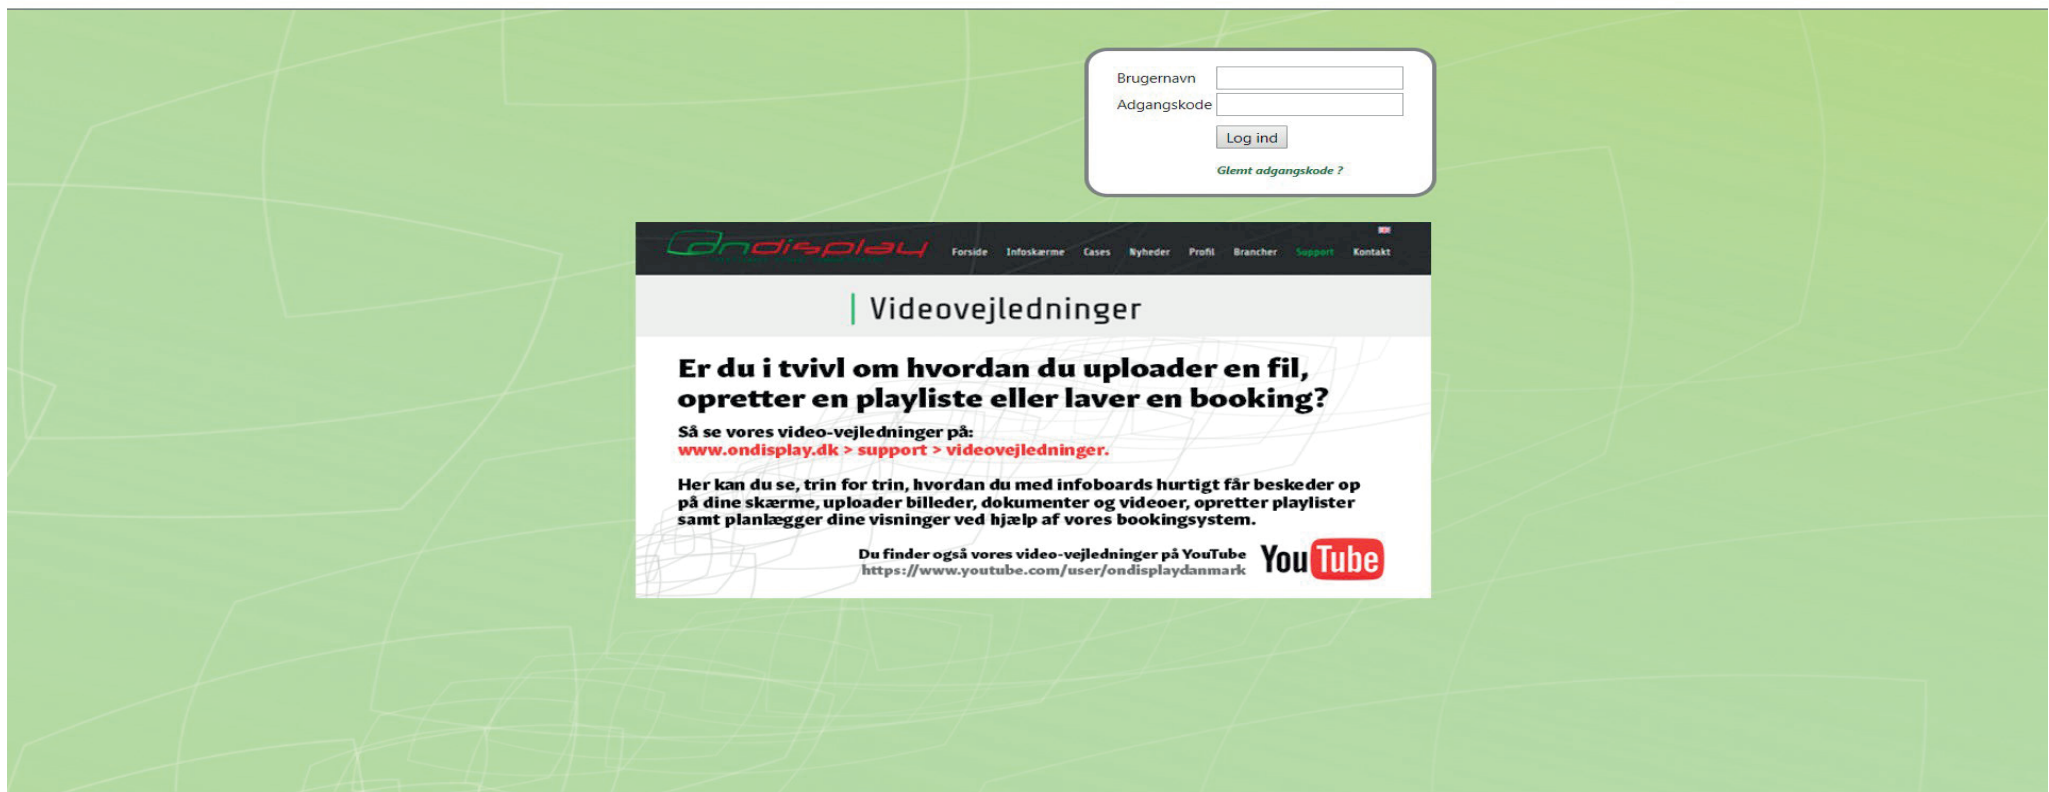 Brugernavn
Adgangskode
Log ind
Glemt adgangskode ?
ondisplay
Forside Infoskærme Cases Nyheder Profil Brancher Support Kontakt
Videovejledninger
Er du i tvivl om hvordan du uploader en fil,
opretter en playliste eller laver en booking?
Så se vores video-vejledninger på:
www.ondisplay.dk > support > videovejledninger.
Her kan du se, trin for trin, hvordan du med infoboards hurtigt får beskeder op
på dine skærme, uploader billeder, dokumenter og videoer, opretter playlister
samt planlægger dine visninger ved hjælp af vores bookingsystem.
Du finder også vores video-vejledninger på YouTube
https://www.youtube.com/user/ondisplaydanmark
YouTube